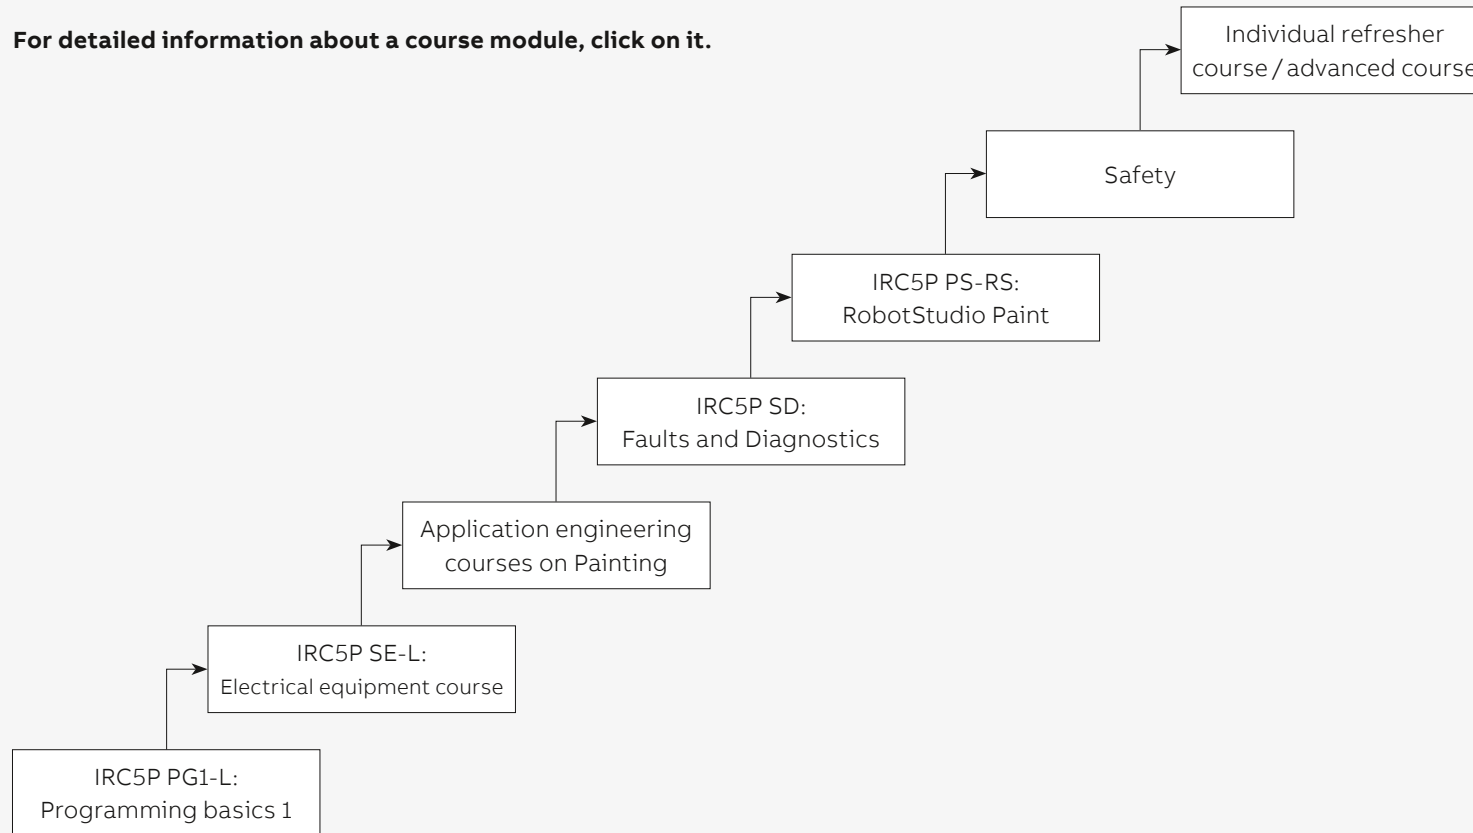 For detailed information about a course module, click on it.
Individual refresher
course / advanced course
Safety
IRC5P PS-RS:
RobotStudio Paint
IRC5P SD:
Faults and Diagnostics
Application engineering
courses on Painting
IRC5P SE-L:
Electrical equipment course
IRC5P PG1-L:
Programming basics 1